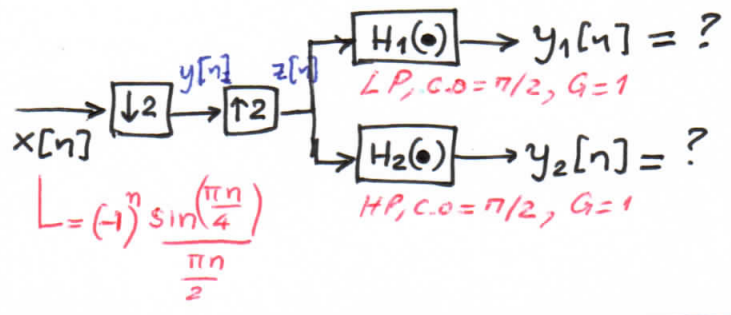 H₁(•) → y₁[n] = ?
y[n] z[n]
LP, C.O = π/2, G=1
↓2 ↑2
x[n]
H₂(•) → y₂[n] = ?
= (-1)ⁿ sin(πn/4) / (πn/2)
HP, C.O = π/2, G=1